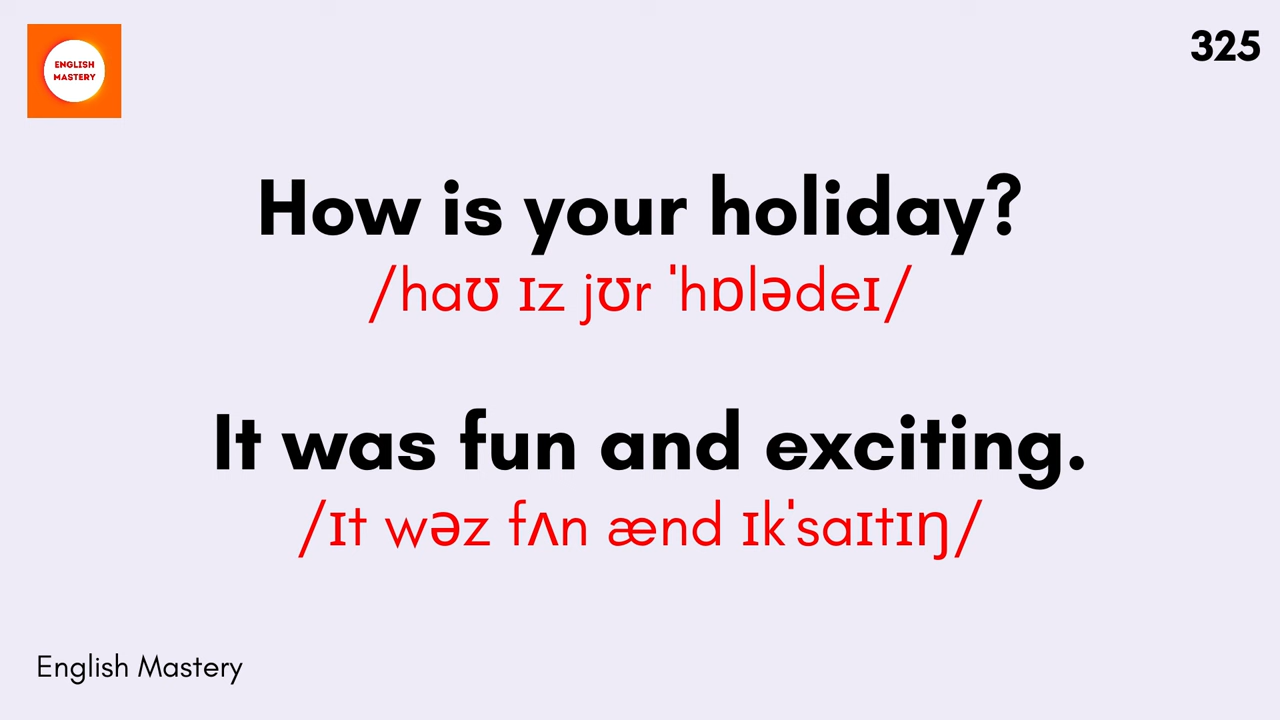 ENGLISH
MASTERY
325
How is your holiday?
/haʊ ɪz jʊr ˈhɒlədeɪ/
It was fun and exciting.
/ɪt wəz fʌn ænd ɪkˈsaɪtɪŋ/
English Mastery